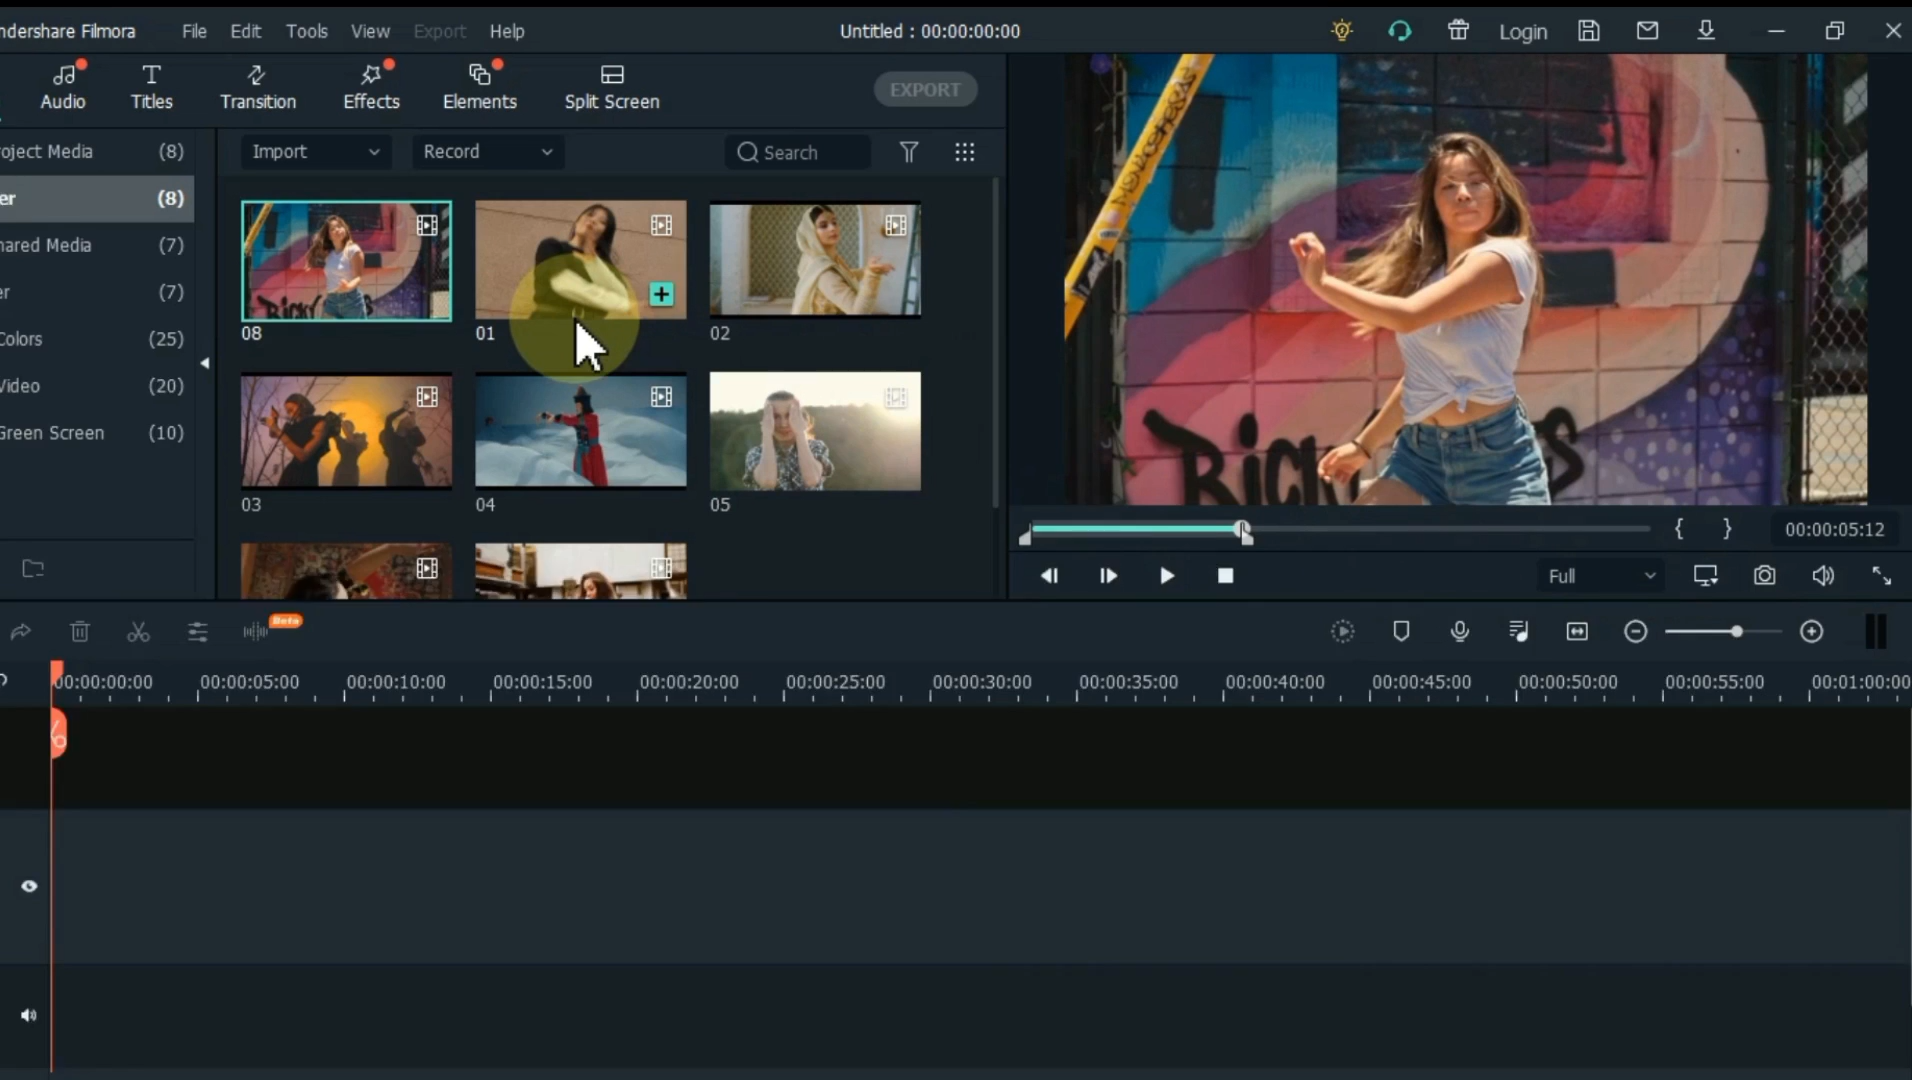 ndershare Filmora File Edit Tools View Export Help Untitled : 00:00:00:00 Login
Audio Titles Transition Effects Elements Split Screen EXPORT
oject Media (8) Import Record Search
er (8)
hared Media (7)
er (7)
08 01 02
Colors (25)
Video (20)
Green Screen (10)
03 04 05
{ } 00:00:05:12
Full
Beta
00:00:00:00 00:00:05:00 00:00:10:00 00:00:15:00 00:00:20:00 00:00:25:00 00:00:30:00 00:00:35:00 00:00:40:00 00:00:45:00 00:00:50:00 00:00:55:00 00:01:00:00